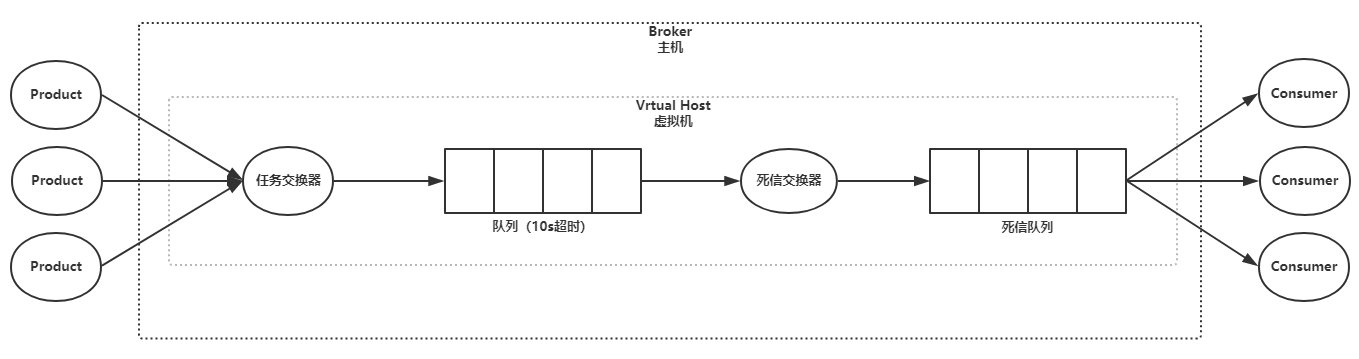 Broker
主机
Vrtual Host
虚拟机
Product
Product
Product
任务交换器
队列（10s超时）
死信交换器
死信队列
Consumer
Consumer
Consumer